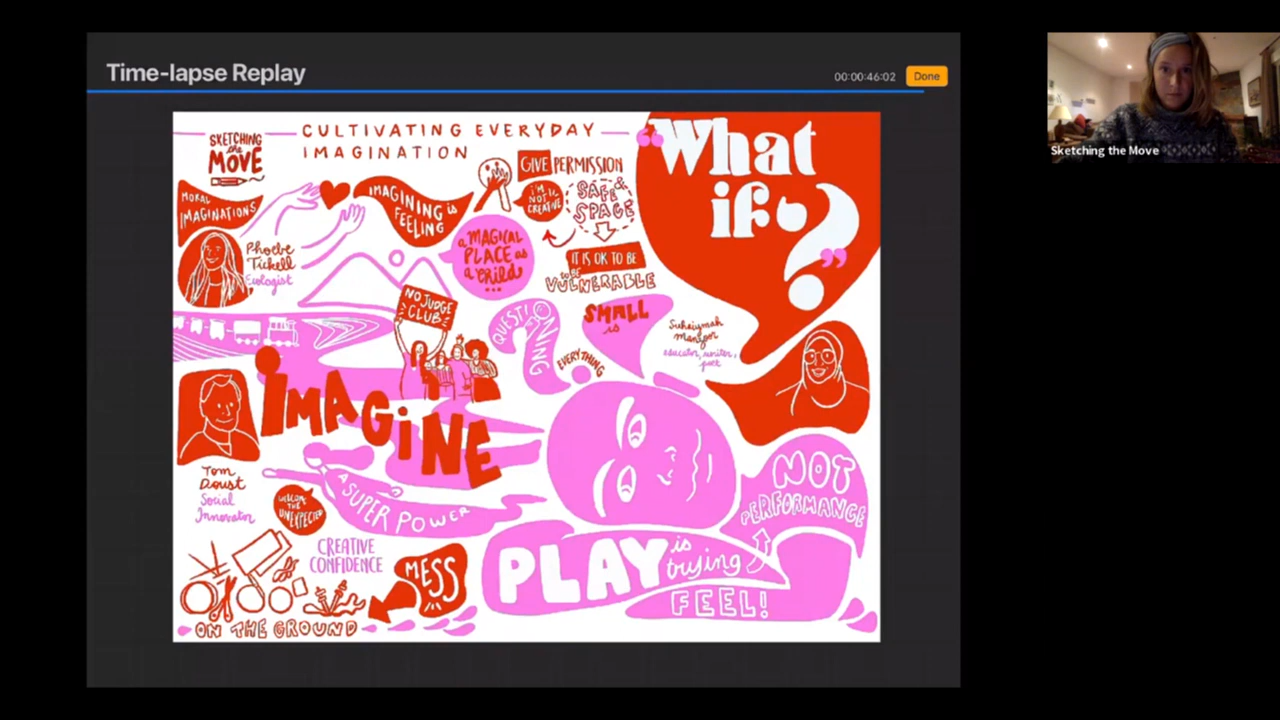 Time-lapse Replay
00:00:46:02
Done
Sketching the Move
SKETCHING
the
MOVE
CULTIVATING EVERYDAY
IMAGINATION
"What
if?"
GIVE PERMISSION
I'M
NOT
CREATIVE
SAFE
SPACE
MORAL
IMAGINATIONS
IMAGINING is
FEELING
a MAGICAL
PLACE as
a child
...
IT IS OK TO BE
to BE
VULNERABLE
Phoebe
Tickell
Ecologist
NO JUDGE
CLUB
QUESTIONING
EVERYTHING
SMALL
is
Suhaiymah
Manzoor
educator, writer,
poet
IMAGiNE
Tom
Doust
Social
Innovator
WELCOME
THE
UNEXPECTED
A SUPER POWER
CREATIVE
CONFIDENCE
MESS
ON THE GROUND
NOT
PERFORMANCE
PLAY is
trying
FEEL!